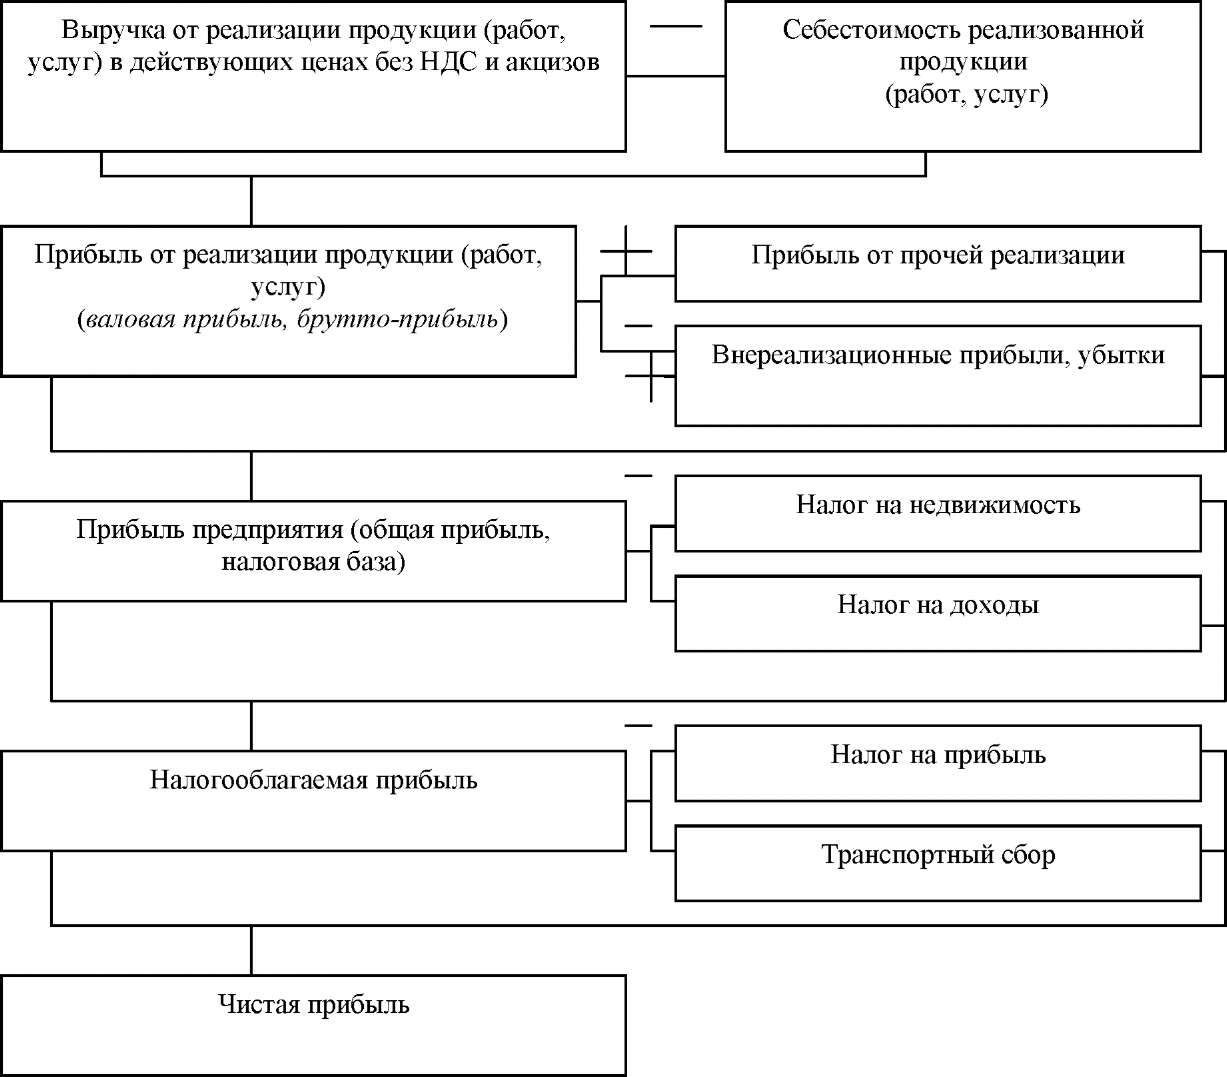 Выручка от реализации продукции (работ,
услуг) в действующих ценах без НДС и акцизов
Себестоимость реализованной
продукции
(работ, услуг)
Прибыль от реализации продукции (работ,
услуг)
(валовая прибыль, брутто-прибыль)
Прибыль от прочей реализации
Внереализационные прибыли, убытки
Прибыль предприятия (общая прибыль,
налоговая база)
Налог на недвижимость
Налог на доходы
Налогооблагаемая прибыль
Налог на прибыль
Транспортный сбор
Чистая прибыль